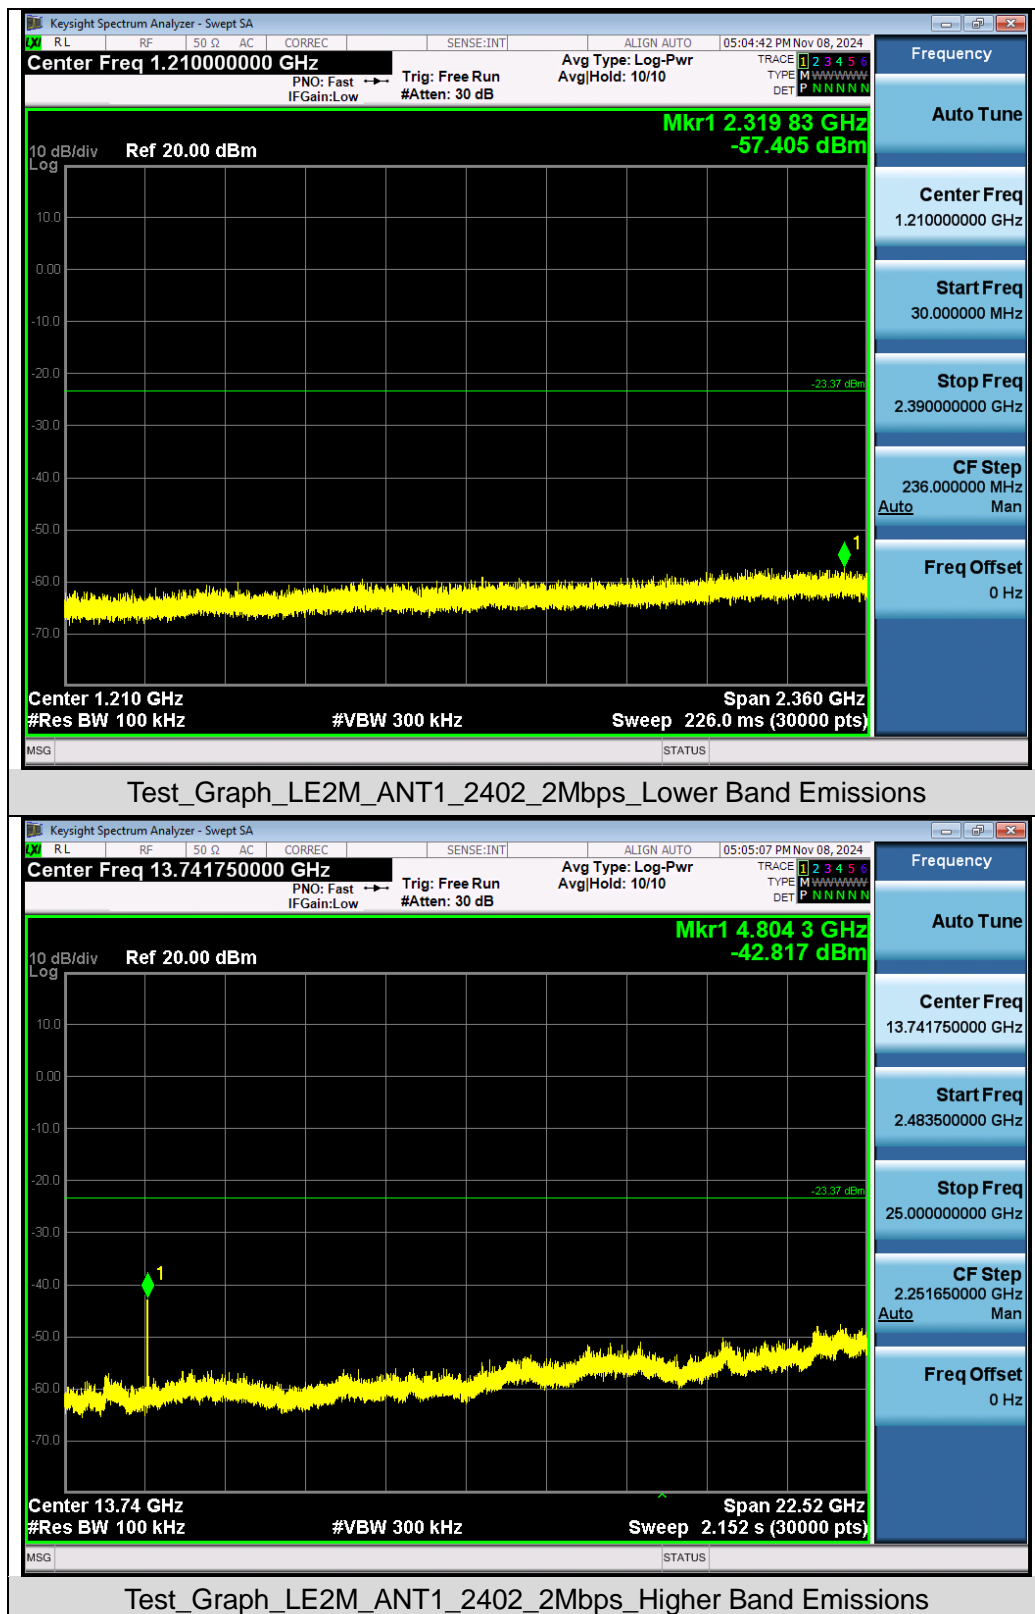 Keysight Spectrum Analyzer - Swept SA
LXI RL RF 50 Ω AC CORREC SENSE:INT ALIGN AUTO 05:04:42 PM Nov 08, 2024
Center Freq 1.210000000 GHz
PNO: Fast
IFGain:Low
Trig: Free Run
#Atten: 30 dB
Avg Type: Log-Pwr
Avg|Hold: 10/10
TRACE 1 2 3 4 5 6
TYPE M WWWWW
DET P N N N N N
Mkr1 2.319 83 GHz
-57.405 dBm
10 dB/div Ref 20.00 dBm
Log
10.0
0.00
-10.0
-20.0
-23.37 dBm
-30.0
-40.0
-50.0
1
-60.0
-70.0
Center 1.210 GHz Span 2.360 GHz
#Res BW 100 kHz #VBW 300 kHz Sweep 226.0 ms (30000 pts)
MSG STATUS
Frequency
Auto Tune
Center Freq
1.210000000 GHz
Start Freq
30.000000 MHz
Stop Freq
2.390000000 GHz
CF Step
236.000000 MHz
Auto Man
Freq Offset
0 Hz
Test_Graph_LE2M_ANT1_2402_2Mbps_Lower Band Emissions
Keysight Spectrum Analyzer - Swept SA
LXI RL RF 50 Ω AC CORREC SENSE:INT ALIGN AUTO 05:05:07 PM Nov 08, 2024
Center Freq 13.741750000 GHz
PNO: Fast
IFGain:Low
Trig: Free Run
#Atten: 30 dB
Avg Type: Log-Pwr
Avg|Hold: 10/10
TRACE 1 2 3 4 5 6
TYPE M WWWWW
DET P N N N N N
Mkr1 4.804 3 GHz
-42.817 dBm
10 dB/div Ref 20.00 dBm
Log
10.0
0.00
-10.0
-20.0
-23.37 dBm
-30.0
1
-40.0
-50.0
-60.0
-70.0
Center 13.74 GHz Span 22.52 GHz
#Res BW 100 kHz #VBW 300 kHz Sweep 2.152 s (30000 pts)
MSG STATUS
Frequency
Auto Tune
Center Freq
13.741750000 GHz
Start Freq
2.483500000 GHz
Stop Freq
25.000000000 GHz
CF Step
2.251650000 GHz
Auto Man
Freq Offset
0 Hz
Test_Graph_LE2M_ANT1_2402_2Mbps_Higher Band Emissions